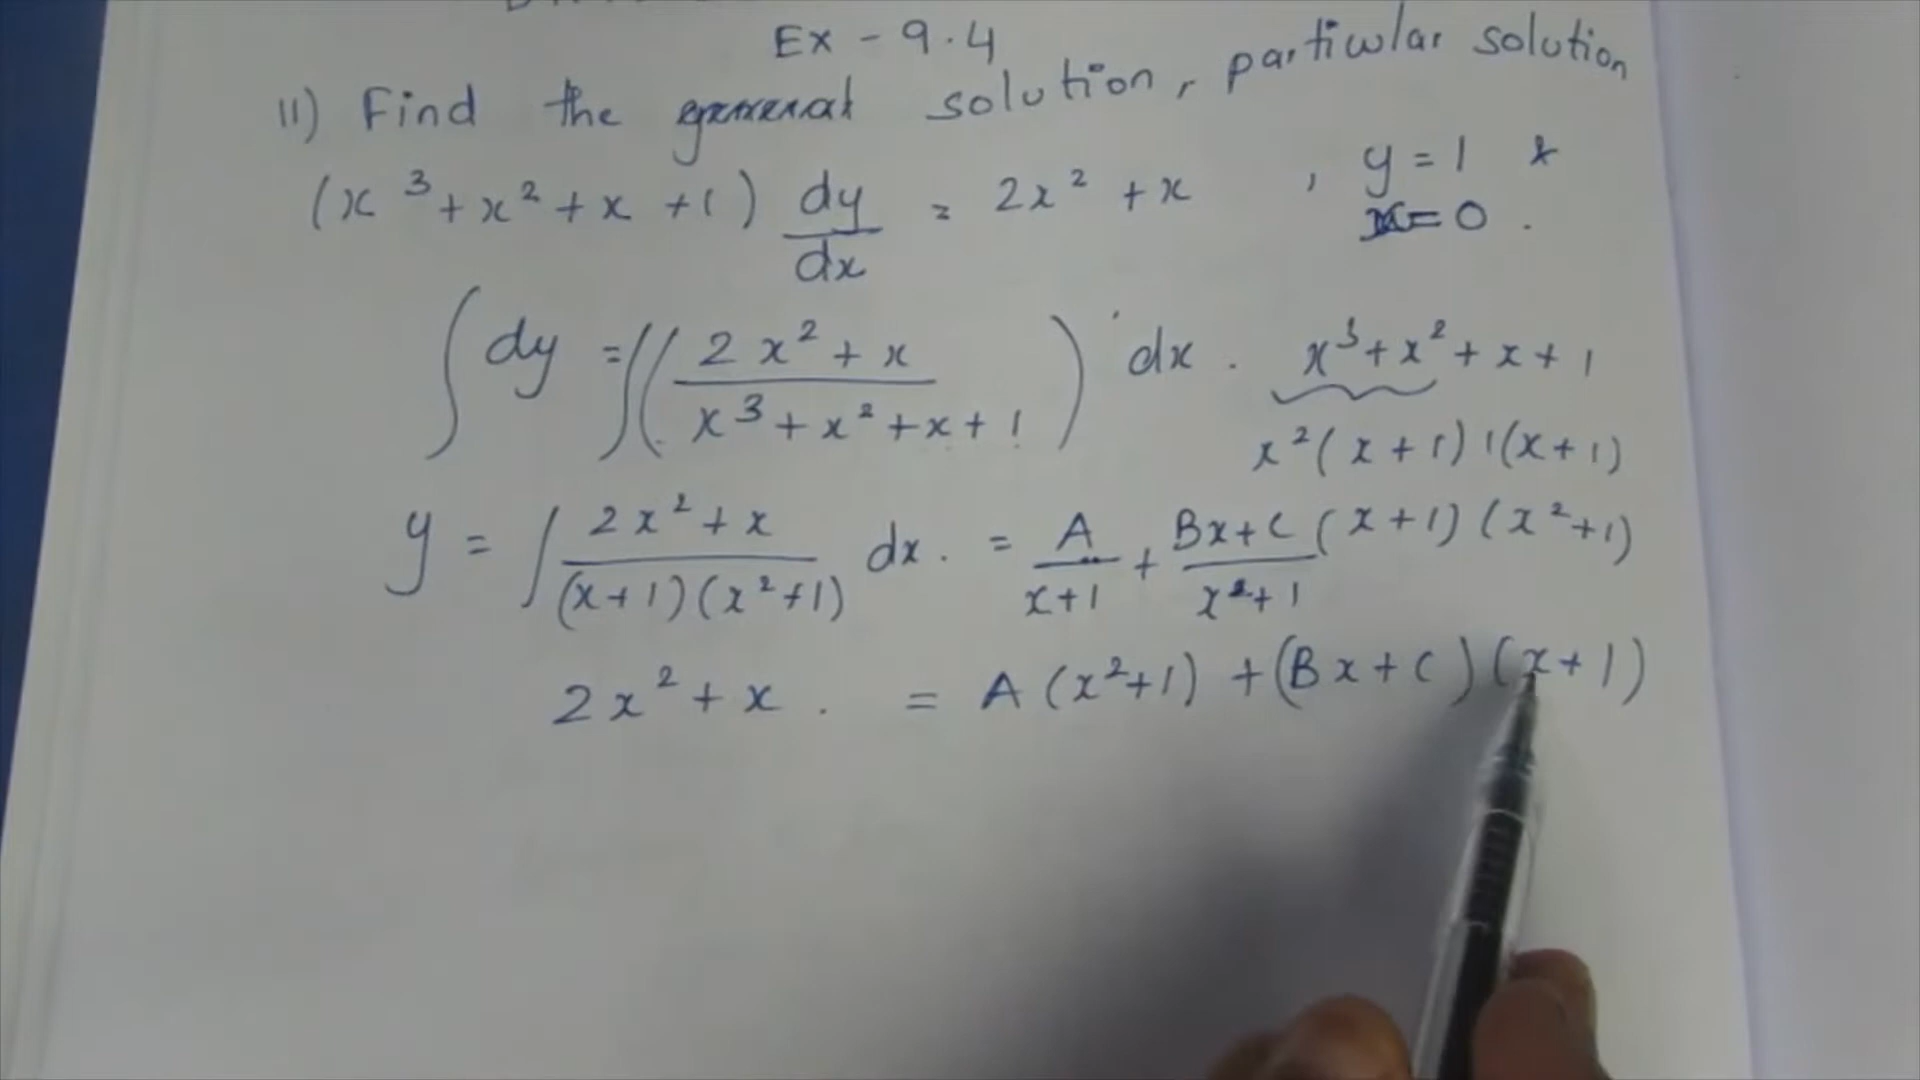 Ex - 9.4
11) Find the general solution, particular solution
(x³+x²+x+1) dy/dx = 2x²+x , y=1 &
x=0.
∫dy = ∫((2x²+x)/(x³+x²+x+1)) dx. x³+x²+x+1
x²(x+1)1(x+1)
y = ∫(2x²+x)/((x+1)(x²+1)) dx. = A/(x+1) + (Bx+C)/(x²+1) (x+1)(x²+1)
2x²+x. = A(x²+1)+(Bx+C)(x+1)